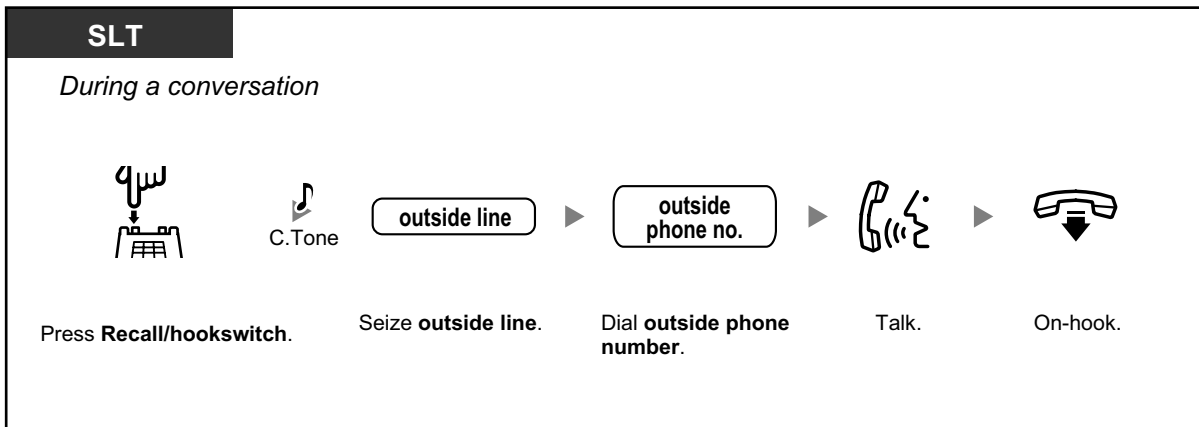 SLT
During a conversation
C.Tone
outside line
outside
phone no.
Press Recall/hookswitch.
Seize outside line.
Dial outside phone
number.
Talk.
On-hook.